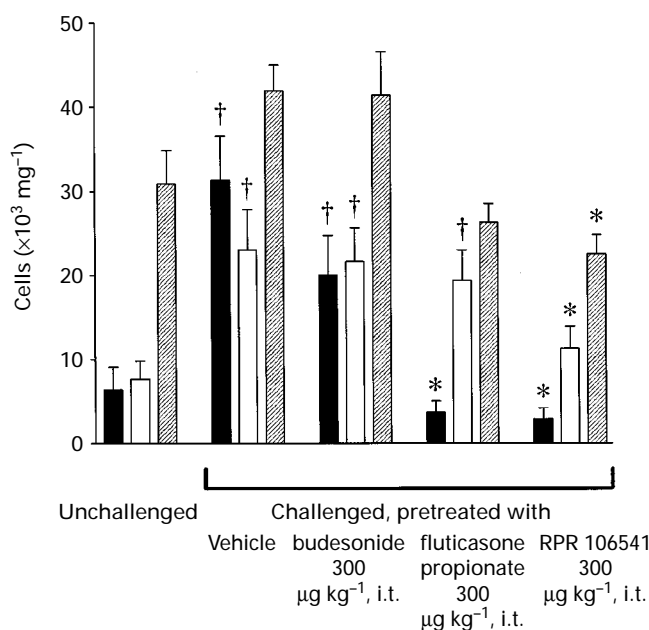 50
40
30
20
10
0
Cells (×10³ mg⁻¹)
†
†
†
†
*
†
*
*
*
Unchallenged
Challenged, pretreated with
Vehicle
budesonide
300
µg kg⁻¹, i.t.
fluticasone
propionate
300
µg kg⁻¹, i.t.
RPR 106541
300
µg kg⁻¹, i.t.